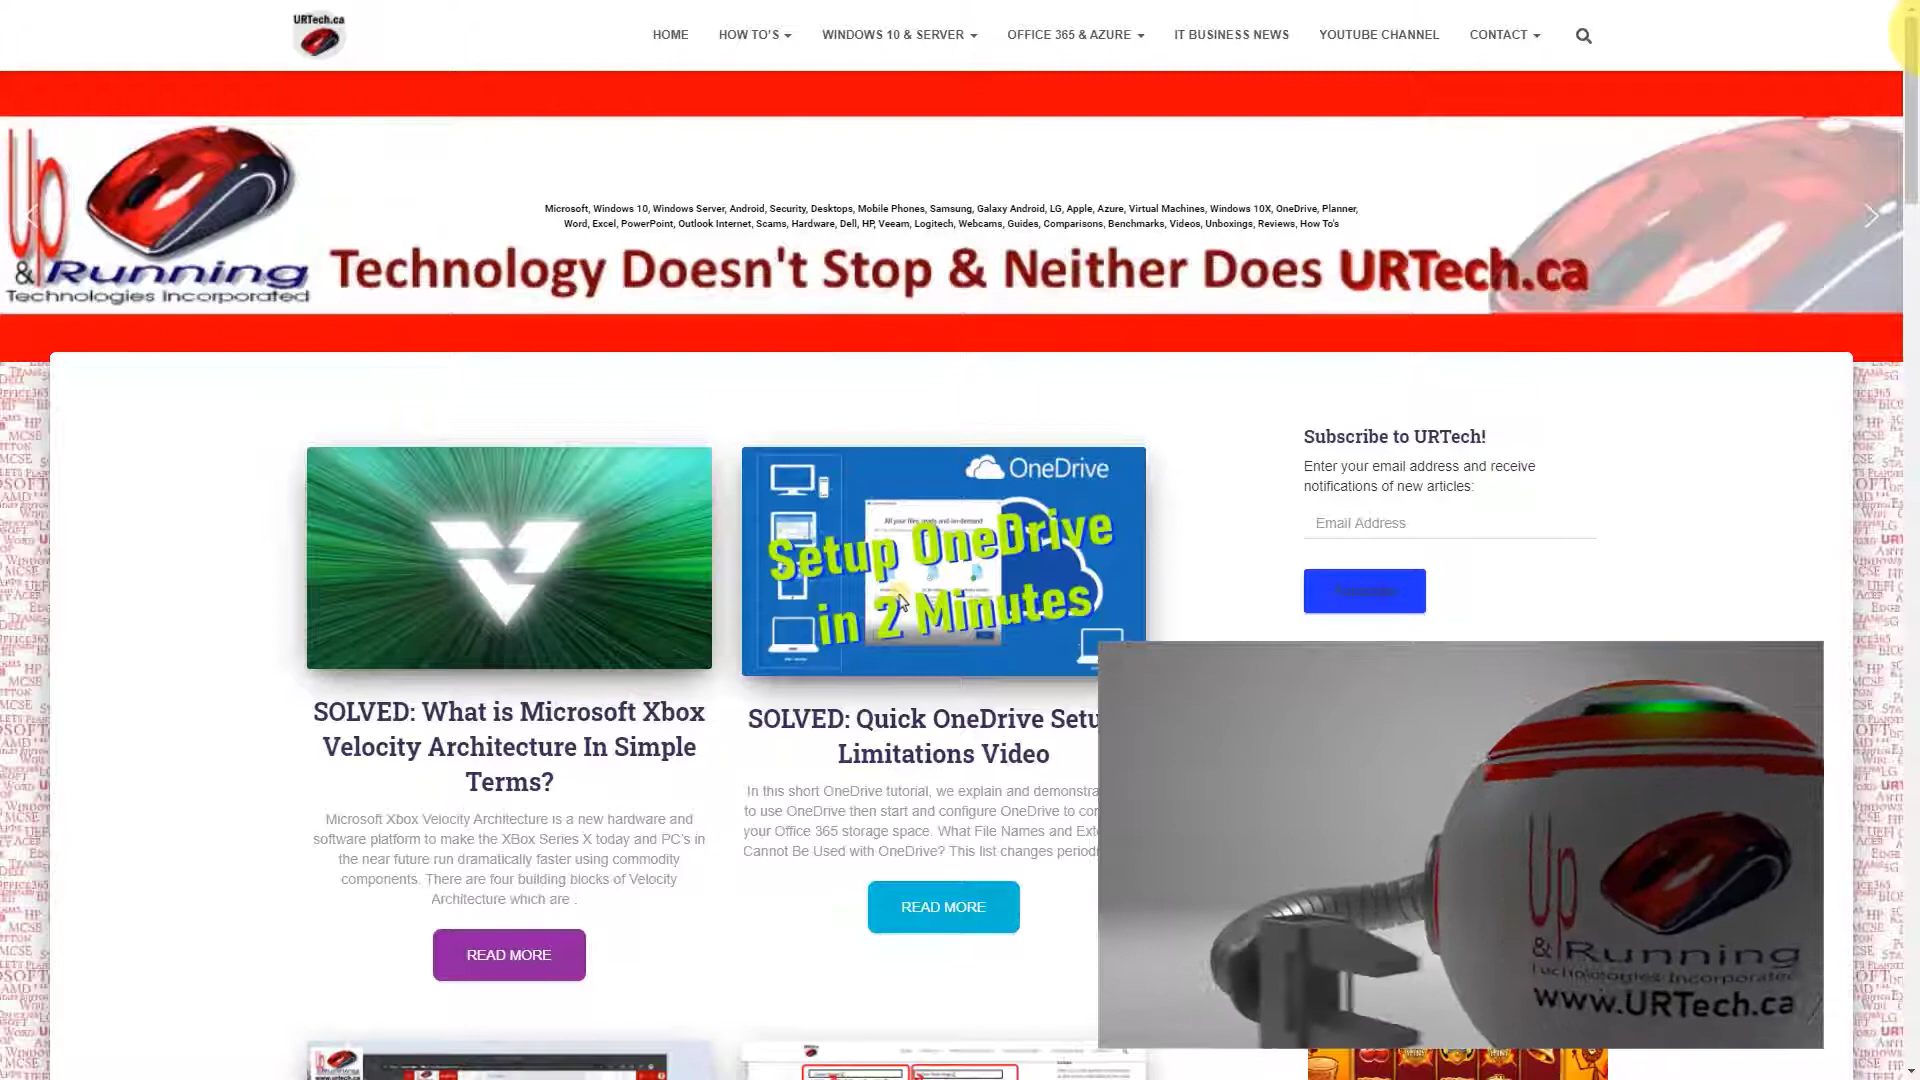 URTech.ca
HOME HOW TO'S WINDOWS 10 & SERVER OFFICE 365 & AZURE IT BUSINESS NEWS YOUTUBE CHANNEL CONTACT
Up
& Running
Technologies Incorporated
Microsoft, Windows 10, Windows Server, Android, Security, Desktops, Mobile Phones, Samsung, Galaxy Android, LG, Apple, Azure, Virtual Machines, Windows 10X, OneDrive, Planner,
Word, Excel, PowerPoint, Outlook Internet, Scams, Hardware, Dell, HP, Veeam, Logitech, Webcams, Guides, Comparisons, Benchmarks, Videos, Unboxings, Reviews, How To's
Technology Doesn't Stop & Neither Does URTech.ca
OneDrive
Setup OneDrive
in 2 Minutes
SOLVED: What is Microsoft Xbox
Velocity Architecture In Simple
Terms?
Microsoft Xbox Velocity Architecture is a new hardware and
software platform to make the XBox Series X today and PC's in
the near future run dramatically faster using commodity
components. There are four building blocks of Velocity
Architecture which are .
READ MORE
SOLVED: Quick OneDrive Setu
Limitations Video
In this short OneDrive tutorial, we explain and demonstra
to use OneDrive then start and configure OneDrive to con
your Office 365 storage space. What File Names and Exte
Cannot Be Used with OneDrive? This list changes periodi
READ MORE
Subscribe to URTech!
Enter your email address and receive
notifications of new articles:
Email Address
Up
& Running
Technologies Incorporated
www.URTech.ca